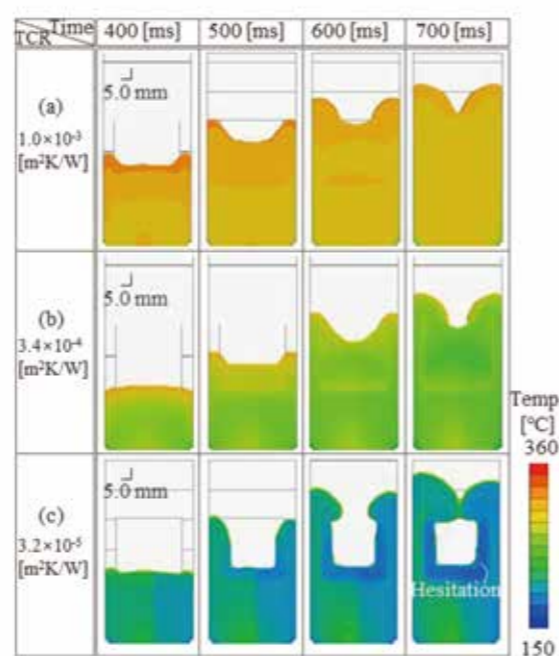 TCR Time 400 [ms] 500 [ms] 600 [ms] 700 [ms]
(a)
1.0×10⁻³
[m²K/W]
5.0 mm
(b)
3.4×10⁻⁴
[m²K/W]
5.0 mm
(c)
3.2×10⁻⁵
[m²K/W]
5.0 mm
Hesitation
Temp
[°C]
360
150